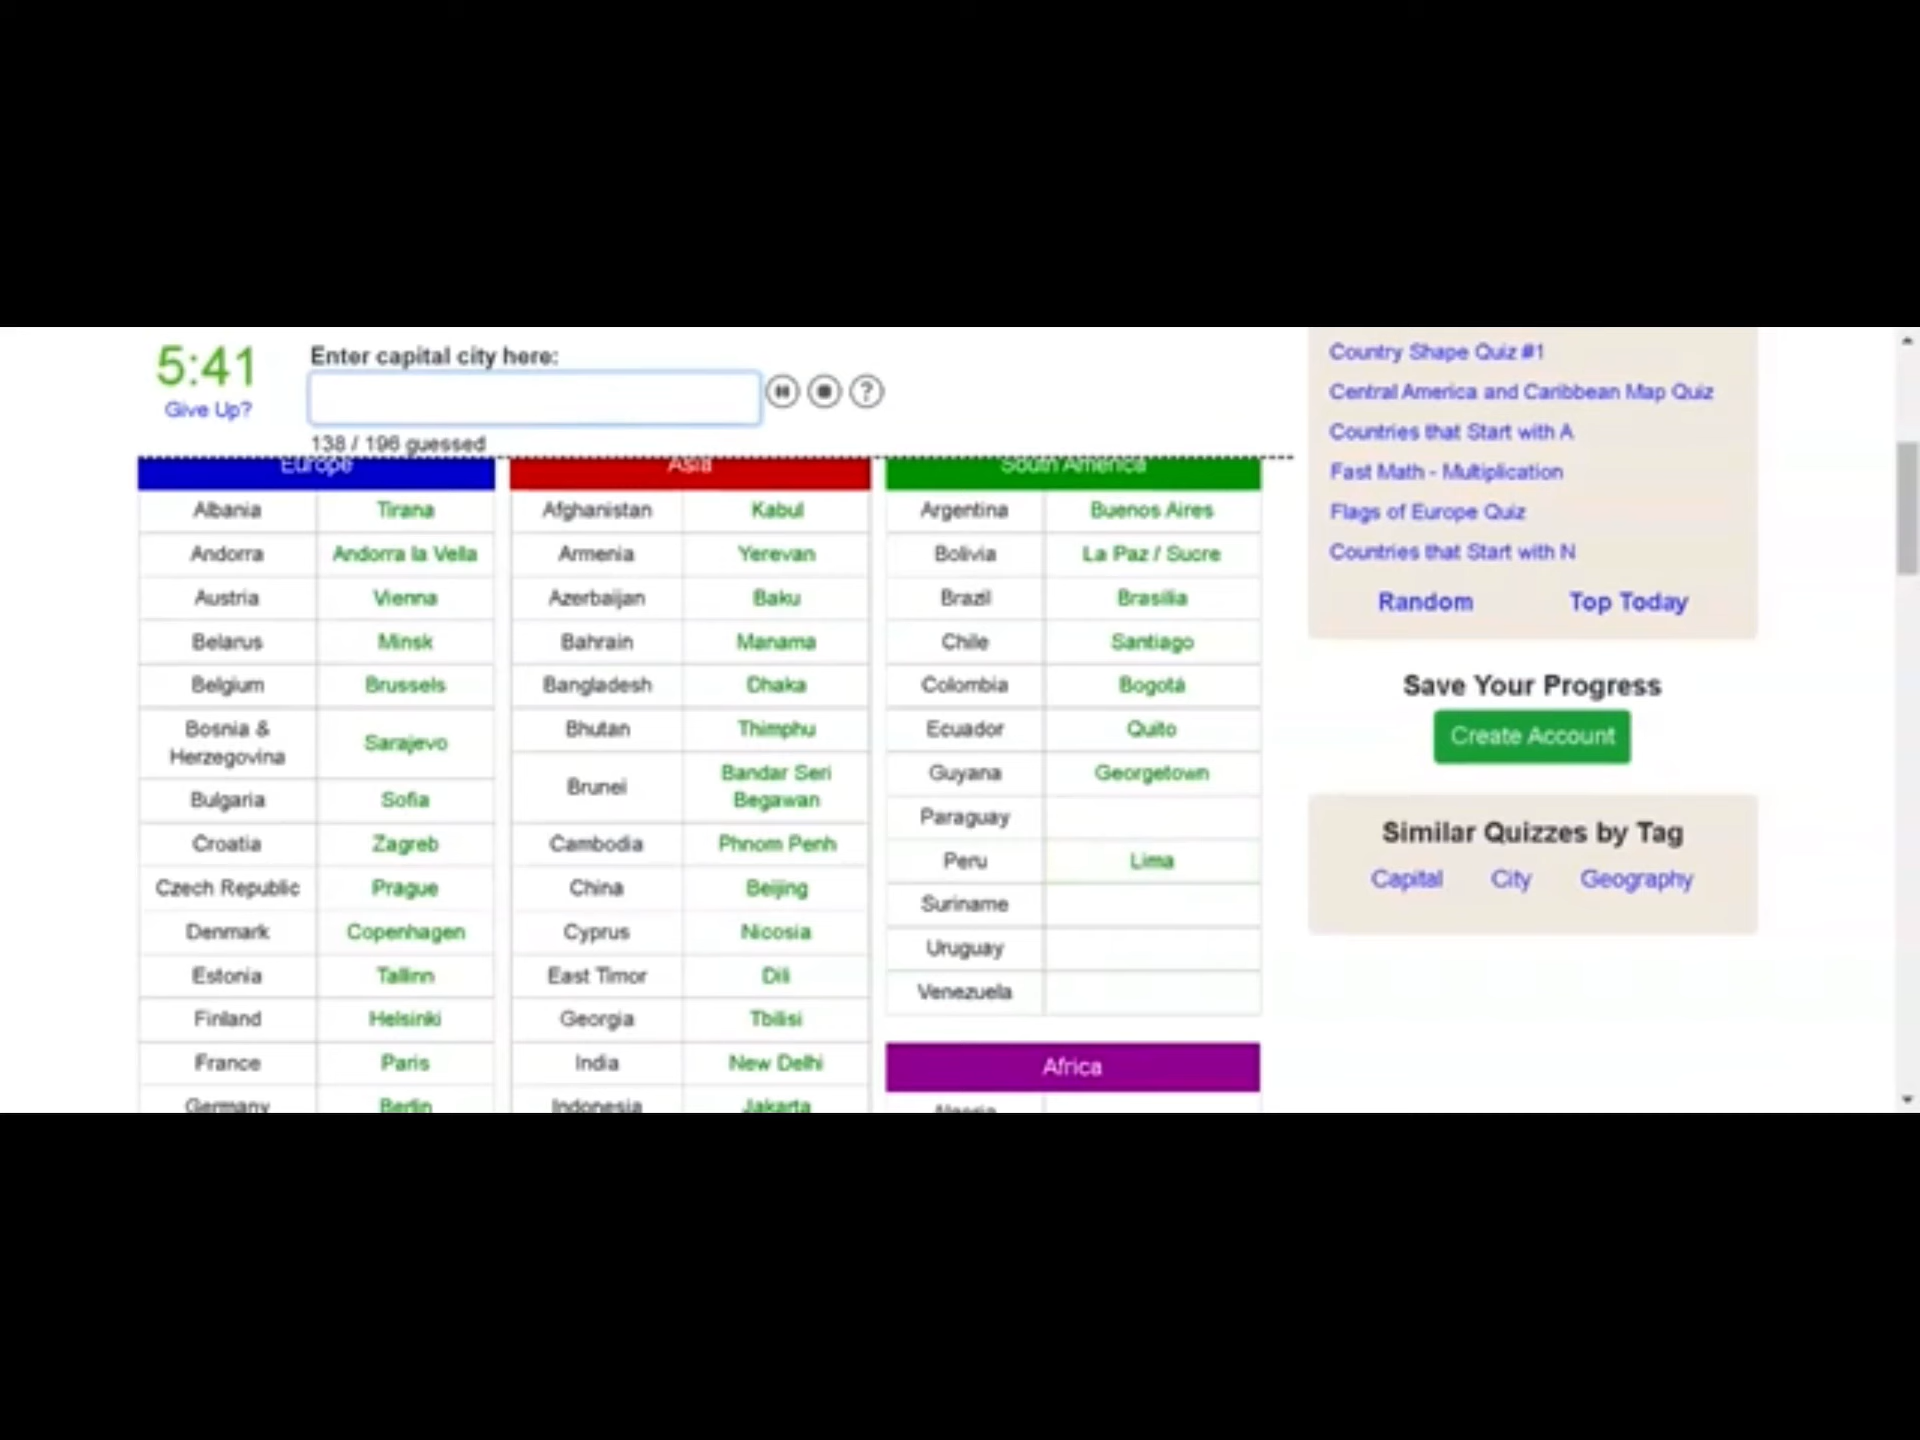 5:41
Give Up?
Enter capital city here:
138 / 196 guessed
Europe
Albania Tirana
Andorra Andorra la Vella
Austria Vienna
Belarus Minsk
Belgium Brussels
Bosnia & Herzegovina Sarajevo
Bulgaria Sofia
Croatia Zagreb
Czech Republic Prague
Denmark Copenhagen
Estonia Tallinn
Finland Helsinki
France Paris
Germany Berlin
Asia
Afghanistan Kabul
Armenia Yerevan
Azerbaijan Baku
Bahrain Manama
Bangladesh Dhaka
Bhutan Thimphu
Brunei Bandar Seri Begawan
Cambodia Phnom Penh
China Beijing
Cyprus Nicosia
East Timor Dili
Georgia Tbilisi
India New Delhi
Indonesia Jakarta
South America
Argentina Buenos Aires
Bolivia La Paz / Sucre
Brazil Brasilia
Chile Santiago
Colombia Bogotá
Ecuador Quito
Guyana Georgetown
Paraguay
Peru Lima
Suriname
Uruguay
Venezuela
Africa
Algeria
Country Shape Quiz #1
Central America and Caribbean Map Quiz
Countries that Start with A
Fast Math - Multiplication
Flags of Europe Quiz
Countries that Start with N
Random Top Today
Save Your Progress
Create Account
Similar Quizzes by Tag
Capital City Geography